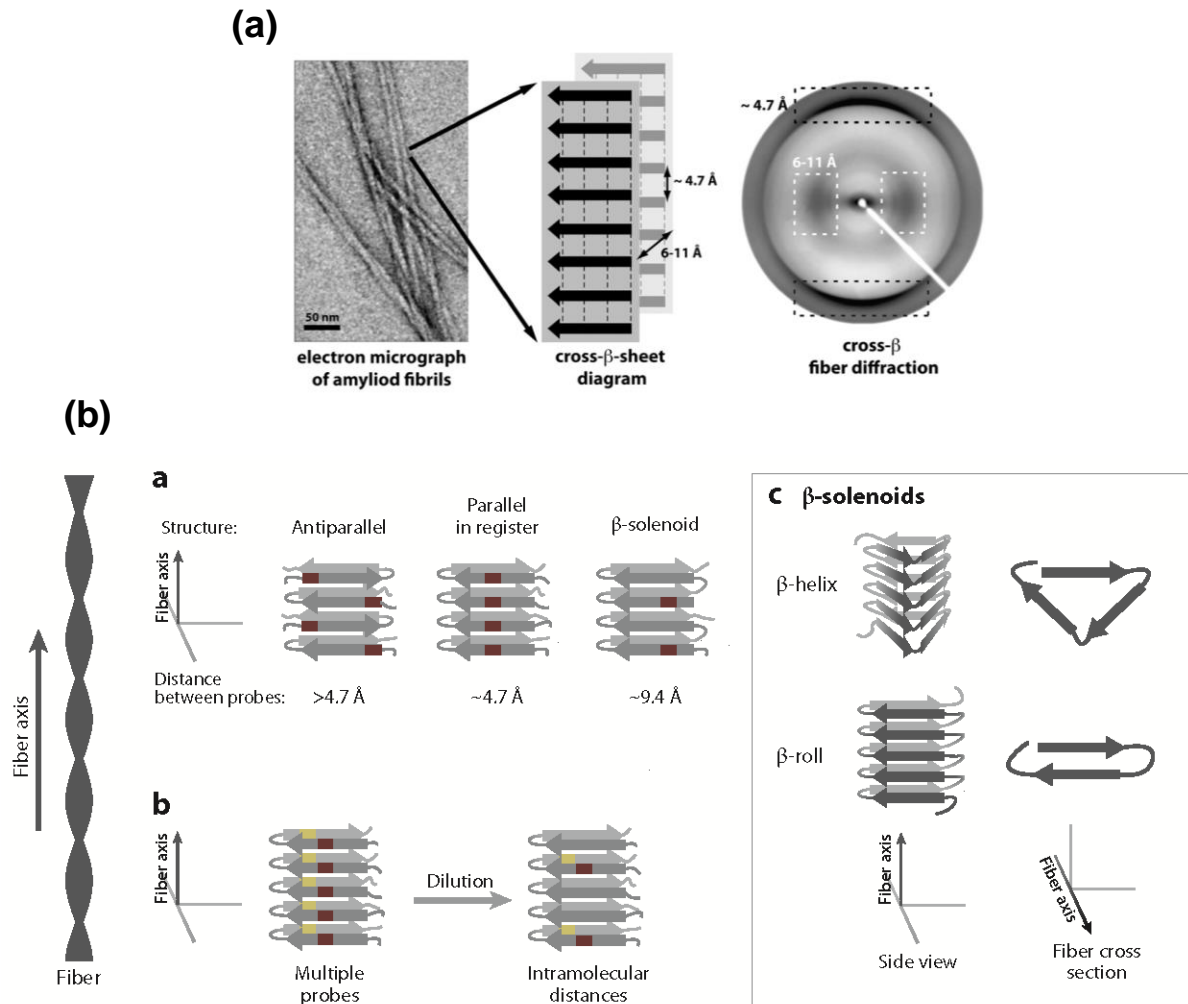 (a)
~ 4.7 Å
6-11 Å
~ 4.7 Å
6-11 Å
50 nm
electron micrograph
of amyliod fibrils
cross-β-sheet
diagram
cross-β
fiber diffraction
(b)
a
Structure:
Antiparallel
Parallel
in register
β-solenoid
Fiber axis
Distance
between probes:
>4.7 Å
~4.7 Å
~9.4 Å
Fiber axis
b
Fiber axis
Dilution
Multiple
probes
Intramolecular
distances
Fiber
c β-solenoids
β-helix
β-roll
Fiber axis
Side view
Fiber axis
Fiber cross
section